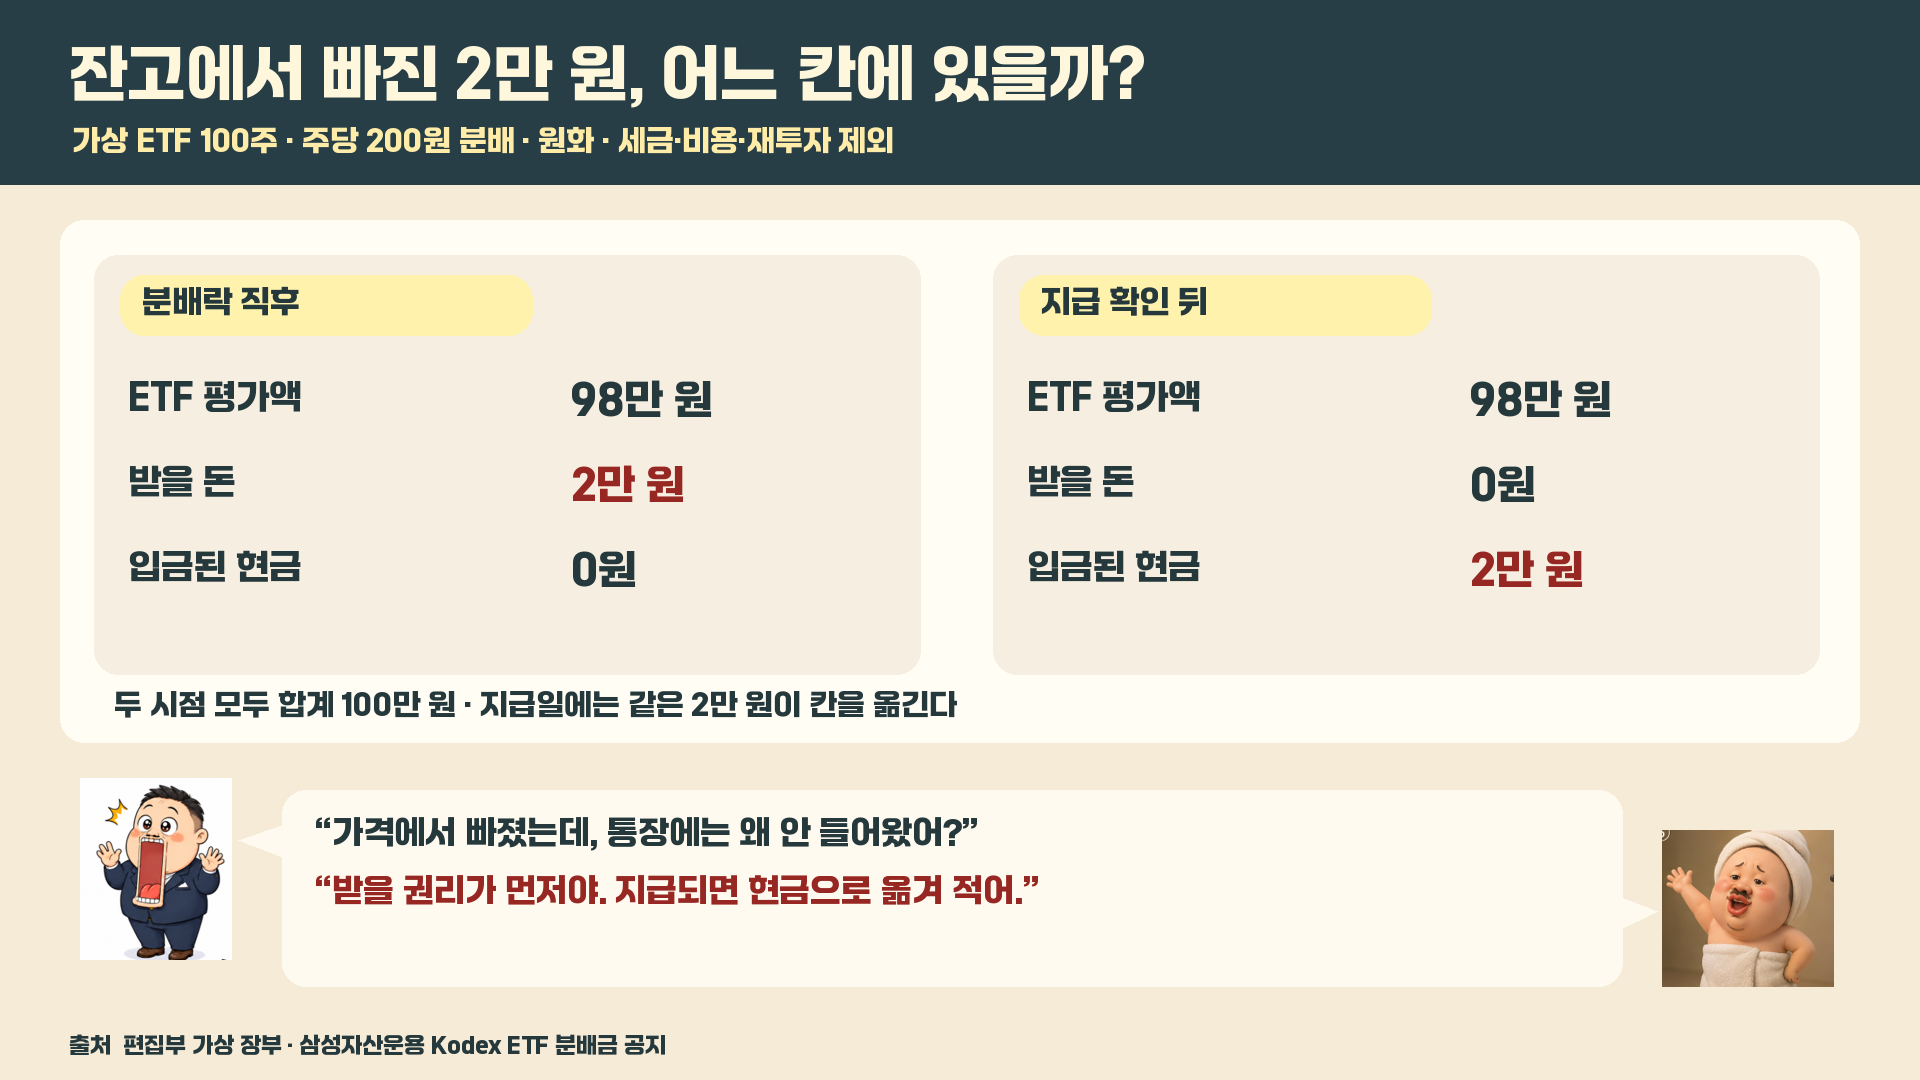 잔고에서 빠진 2만 원, 어느 칸에 있을까?
가상 ETF 100주 · 주당 200원 분배 · 원화 · 세금·비용·재투자 제외
분배락 직후
ETF 평가액 98만 원
받을 돈 2만 원
입금된 현금 0원
지급 확인 뒤
ETF 평가액 98만 원
받을 돈 0원
입금된 현금 2만 원
두 시점 모두 합계 100만 원 · 지급일에는 같은 2만 원이 칸을 옮긴다
“가격에서 빠졌는데, 통장에는 왜 안 들어왔어?”
“받을 권리가 먼저야. 지급되면 현금으로 옮겨 적어.”
출처 편집부 가상 장부 · 삼성자산운용 Kodex ETF 분배금 공지